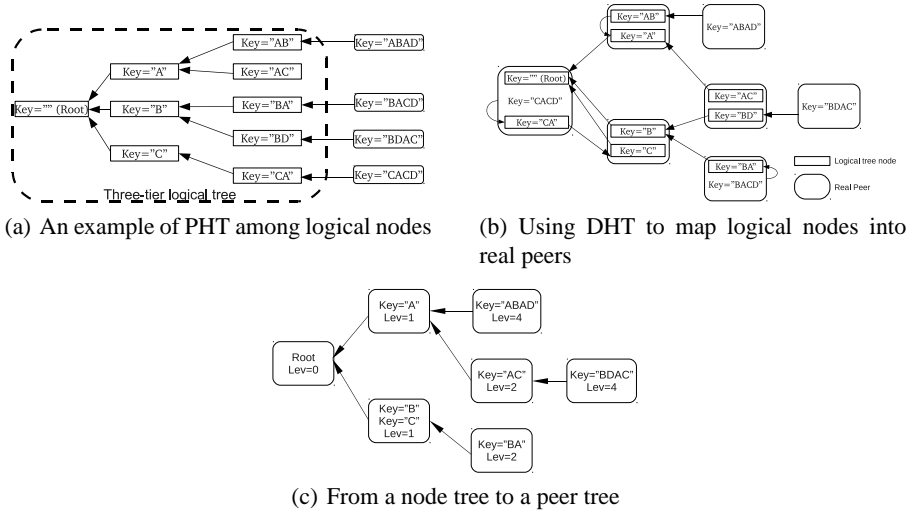 Key="AB"
Key="ABAD"
Key="A"
Key="AC"
Key="" (Root)
Key="B"
Key="BA"
Key="BACD"
Key="BD"
Key="BDAC"
Key="C"
Key="CA"
Key="CACD"
Three-tier logical tree
(a) An example of PHT among logical nodes
Key="AB"
Key="A"
Key="ABAD"
Key="" (Root)
Key="CACD"
Key="CA"
Key="AC"
Key="BD"
Key="BDAC"
Key="B"
Key="C"
Key="BA"
Key="BACD"
Logical tree node
Real Peer
(b) Using DHT to map logical nodes into
real peers
Key="A"
Lev=1
Key="ABAD"
Lev=4
Root
Lev=0
Key="AC"
Lev=2
Key="BDAC"
Lev=4
Key="B"
Key="C"
Lev=1
Key="BA"
Lev=2
(c) From a node tree to a peer tree